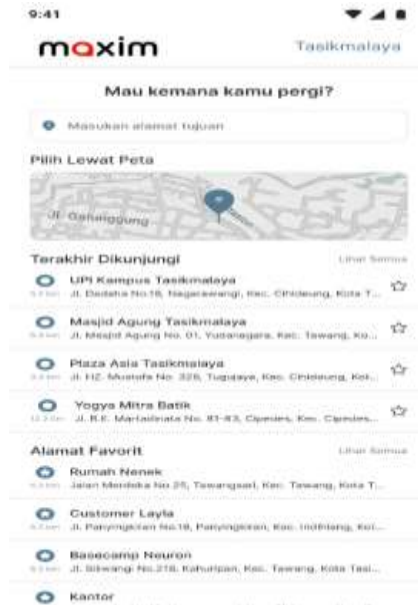 9:41
maxim
Tasikmalaya
Mau kemana kamu pergi?
Masukan alamat tujuan
Pilih Lewat Peta
Jl. Galunggung
Terakhir Dikunjungi
Lihat Semua
UPI Kampus Tasikmalaya
Jl. Dadaha No.18, Nagarawangi, Kec. Cihideung, Kota T...
Masjid Agung Tasikmalaya
Jl. Mesjid Agung No. 01, Yudanagara, Kec. Tawang, Ko...
Plaza Asia Tasikmalaya
Jl. HZ. Mustofa No. 326, Tugujaya, Kec. Cihideung, Kot...
Yogya Mitra Batik
Jl. R.E. Martadinata No. 81-83, Cipedes, Kec. Cipedes...
Alamat Favorit
Lihat Semua
Rumah Nenek
Jalan Merdeka No 25, Tawangsari, Kec. Tawang, Kota T...
Customer Layla
Jl. Panyingkiran No.18, Panyingkiran, Kec. Indihiang, Kot...
Basecamp Neuron
Jl. Siliwangi No.218, Kahuripan, Kec. Tawang, Kota Tasi...
Kantor